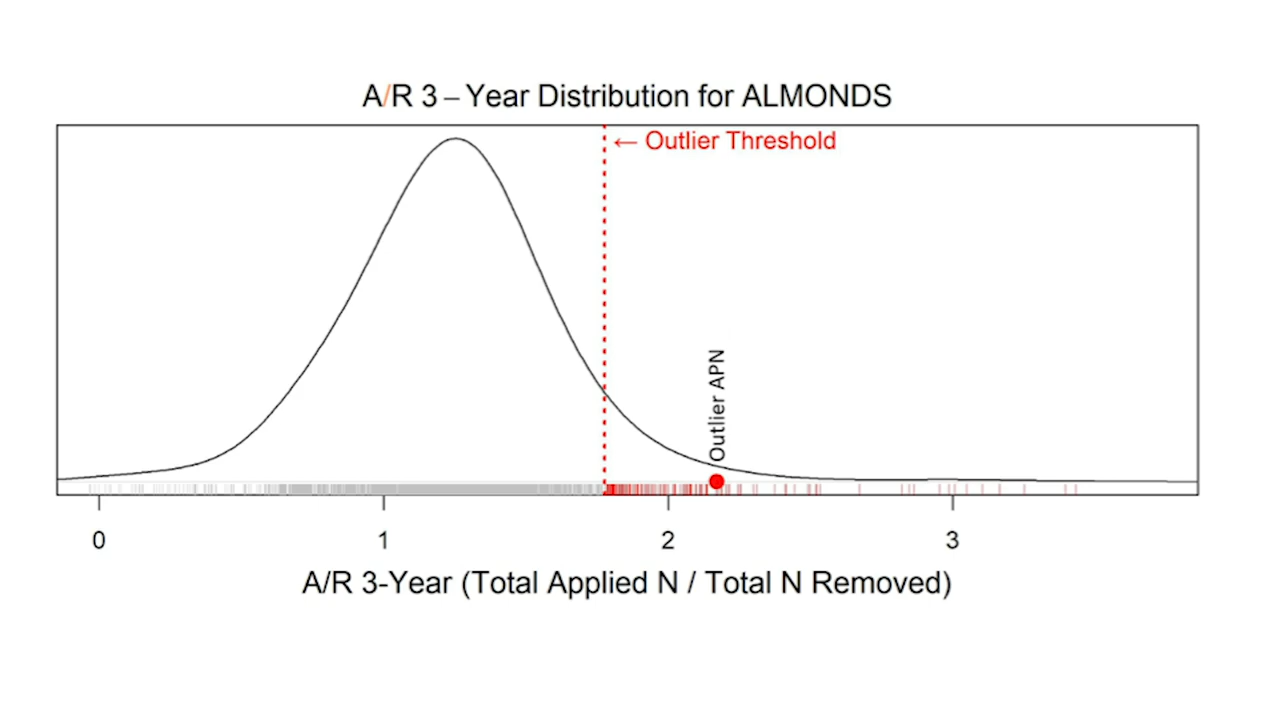 A/R 3 – Year Distribution for ALMONDS
← Outlier Threshold
Outlier APN
0 1 2 3
A/R 3-Year (Total Applied N / Total N Removed)